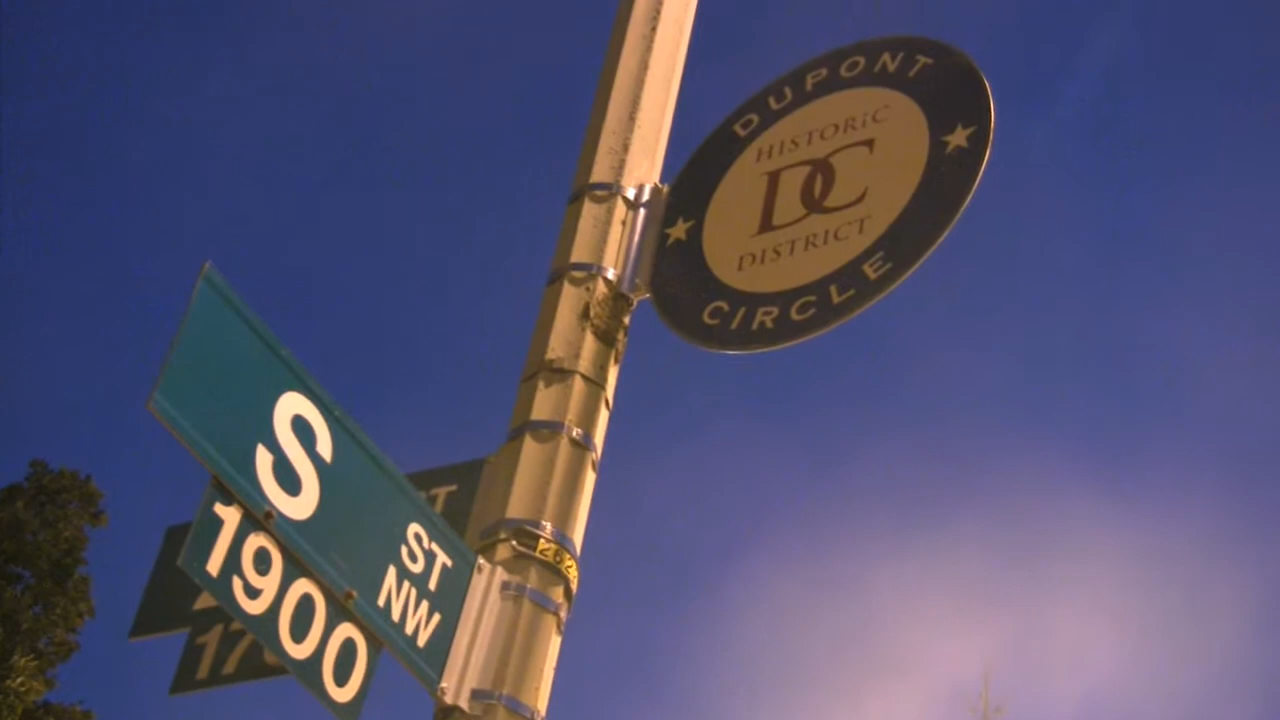 DUPONT
HISTORIC
DC
DISTRICT
CIRCLE
S ST
NW
1900